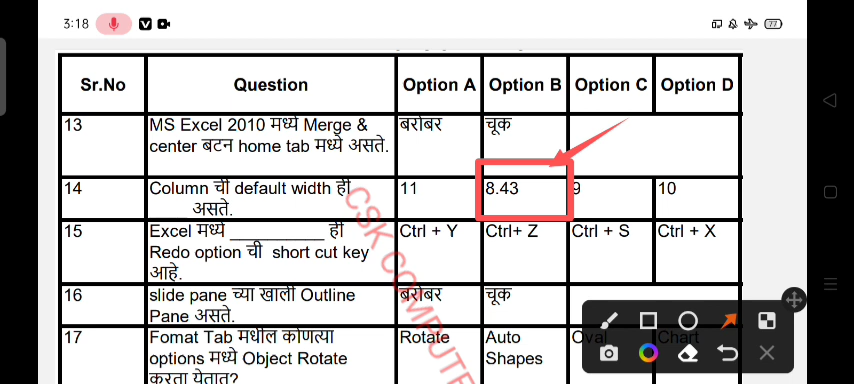 3:18
77
Sr.No Question Option A Option B Option C Option D
13 MS Excel 2010 मध्ये Merge & बरोबर चूक
center बटन home tab मध्ये असते.
14 Column ची default width ही 11 8.43 9 10
____ असते.
15 Excel मध्ये __________ ही Ctrl + Y Ctrl+ Z Ctrl + S Ctrl + X
Redo option ची short cut key
आहे.
16 slide pane च्या खाली Outline बरोबर चूक
Pane असते.
17 Fomat Tab मधील कोणत्या Rotate Auto Oval Chart
options मध्ये Object Rotate Shapes
करता येतात?
CSK COMPUTE